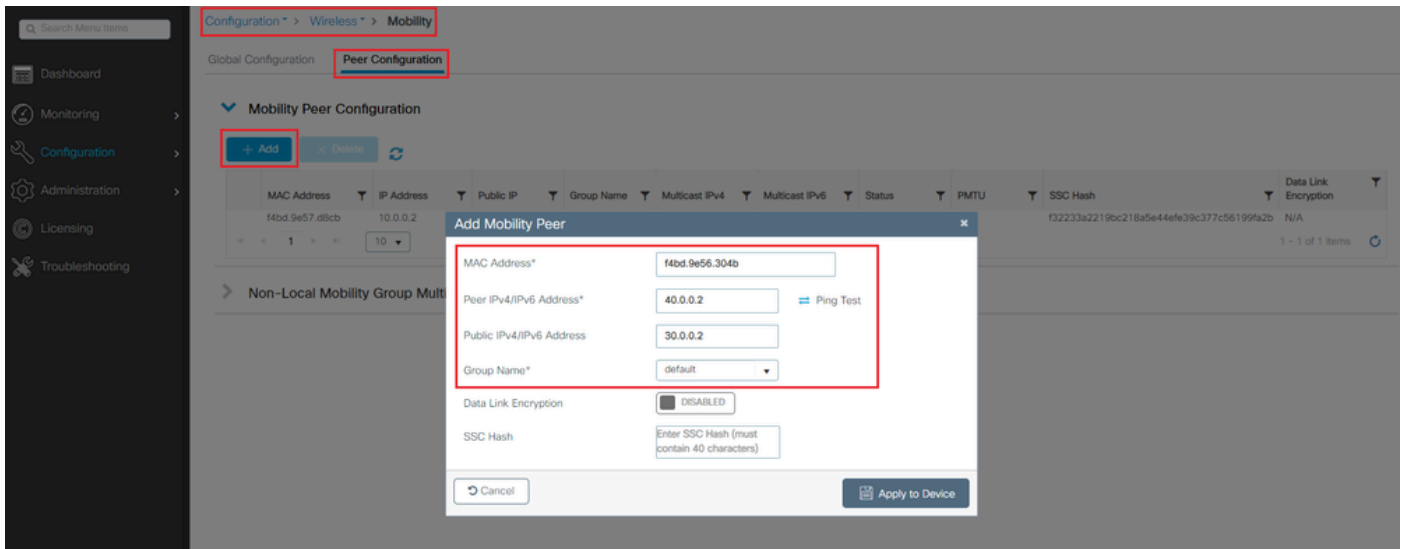 Search Menu Items
Dashboard
Monitoring
Configuration
Administration
Licensing
Troubleshooting
Configuration > Wireless > Mobility
Global Configuration Peer Configuration
Mobility Peer Configuration
+ Add × Delete
MAC Address IP Address Public IP Group Name Multicast IPv4 Multicast IPv6 Status PMTU SSC Hash Data Link Encryption
f4bd.9e57.d8cb 10.0.0.2 f32233a2219bc218a5e44efe39c377c56199fa2b N/A
1 10 1 - 1 of 1 items
Non-Local Mobility Group Multi
Add Mobility Peer ×
MAC Address* f4bd.9e56.304b
Peer IPv4/IPv6 Address* 40.0.0.2 Ping Test
Public IPv4/IPv6 Address 30.0.0.2
Group Name* default
Data Link Encryption DISABLED
SSC Hash Enter SSC Hash (must
contain 40 characters)
Cancel Apply to Device